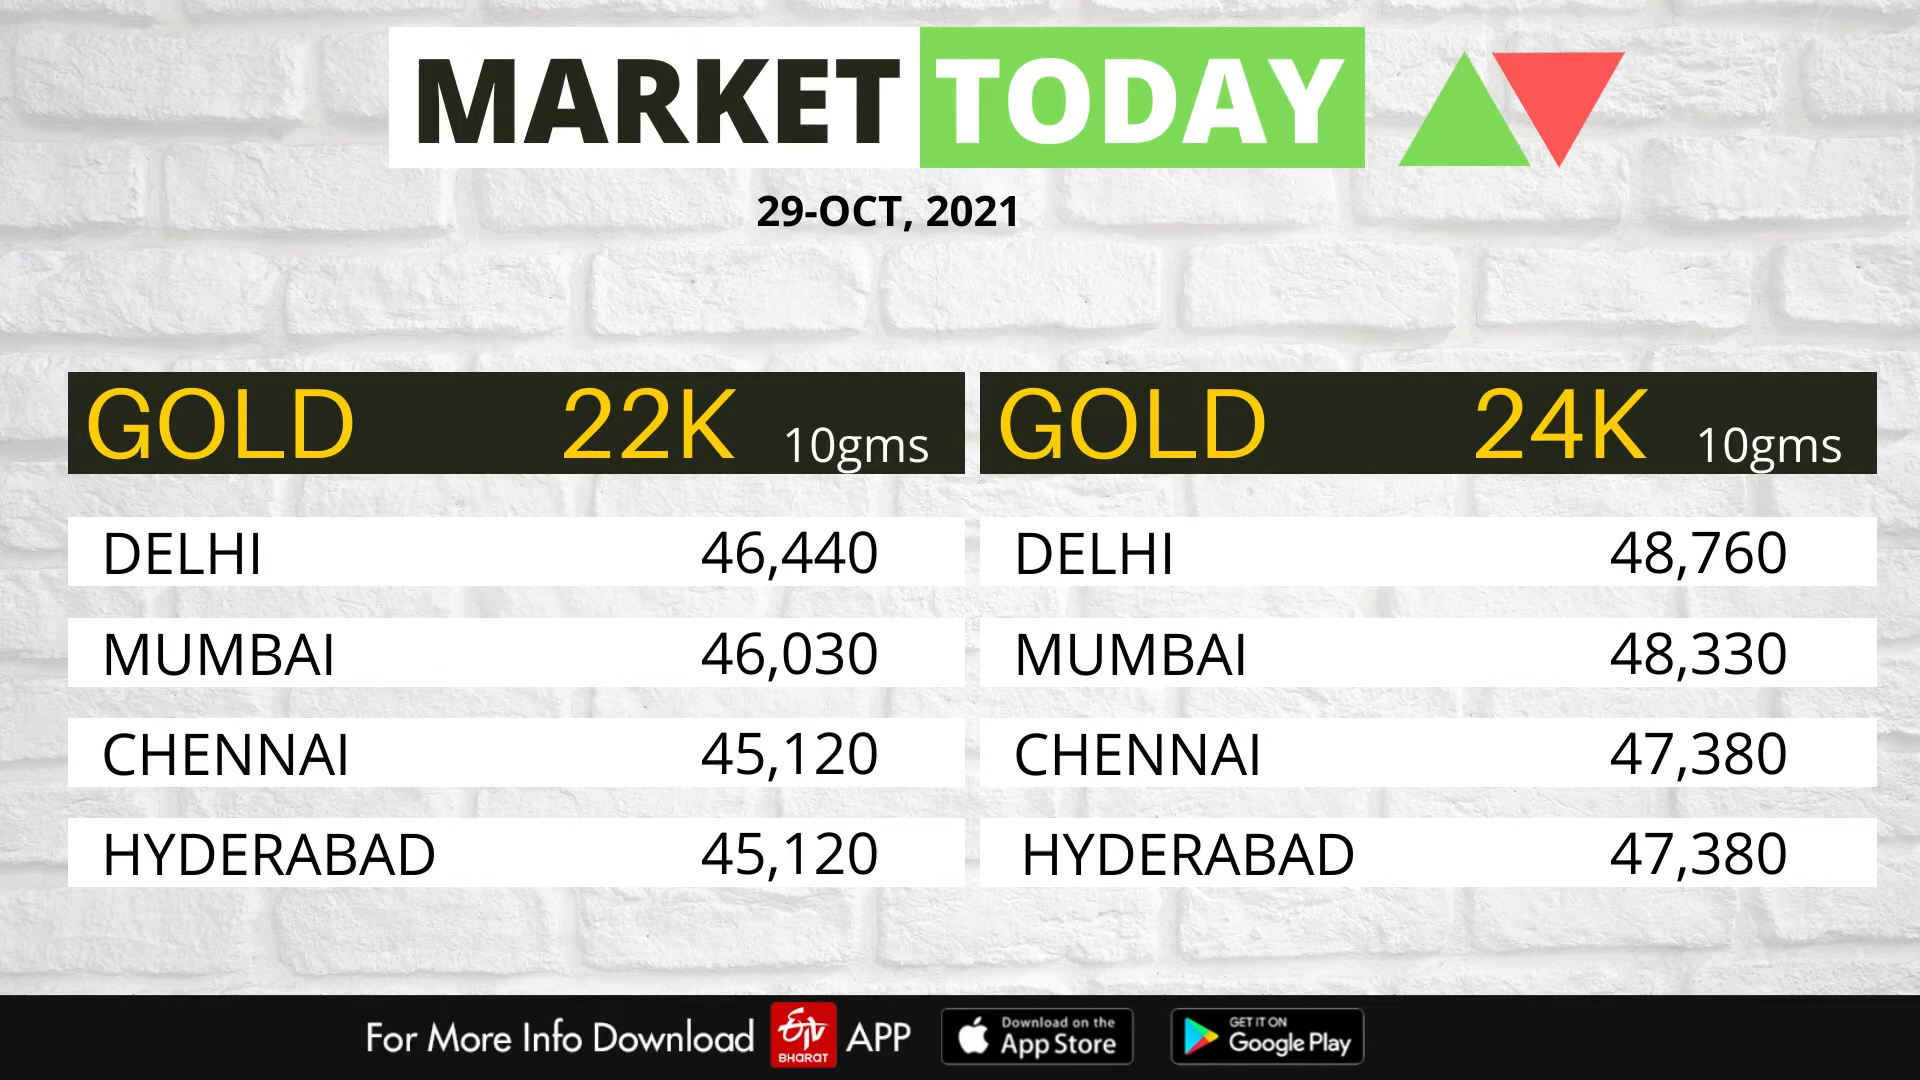 MARKET TODAY
29-OCT, 2021
GOLD 22K 10gms
DELHI 46,440
MUMBAI 46,030
CHENNAI 45,120
HYDERABAD 45,120
GOLD 24K 10gms
DELHI 48,760
MUMBAI 48,330
CHENNAI 47,380
HYDERABAD 47,380
For More Info Download ETV BHARAT APP
Download on the
App Store
GET IT ON
Google Play